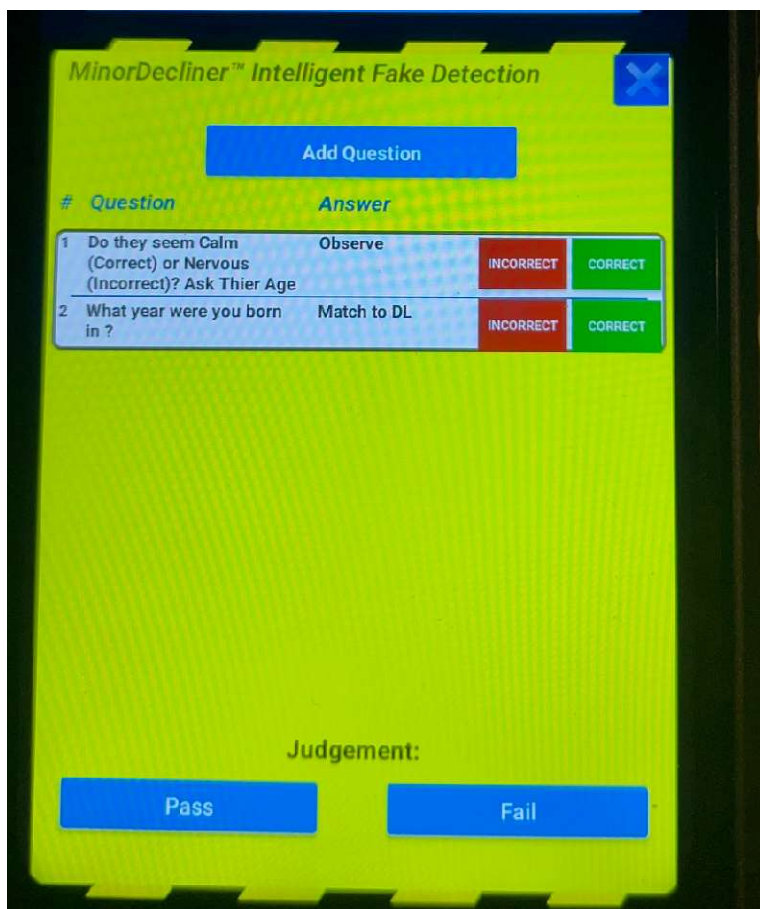 MinorDecliner™ Intelligent Fake Detection
Add Question
# Question Answer
1 Do they seem Calm Observe
(Correct) or Nervous INCORRECT CORRECT
(Incorrect)? Ask Thier Age
2 What year were you born Match to DL
in ? INCORRECT CORRECT
Judgement:
Pass Fail